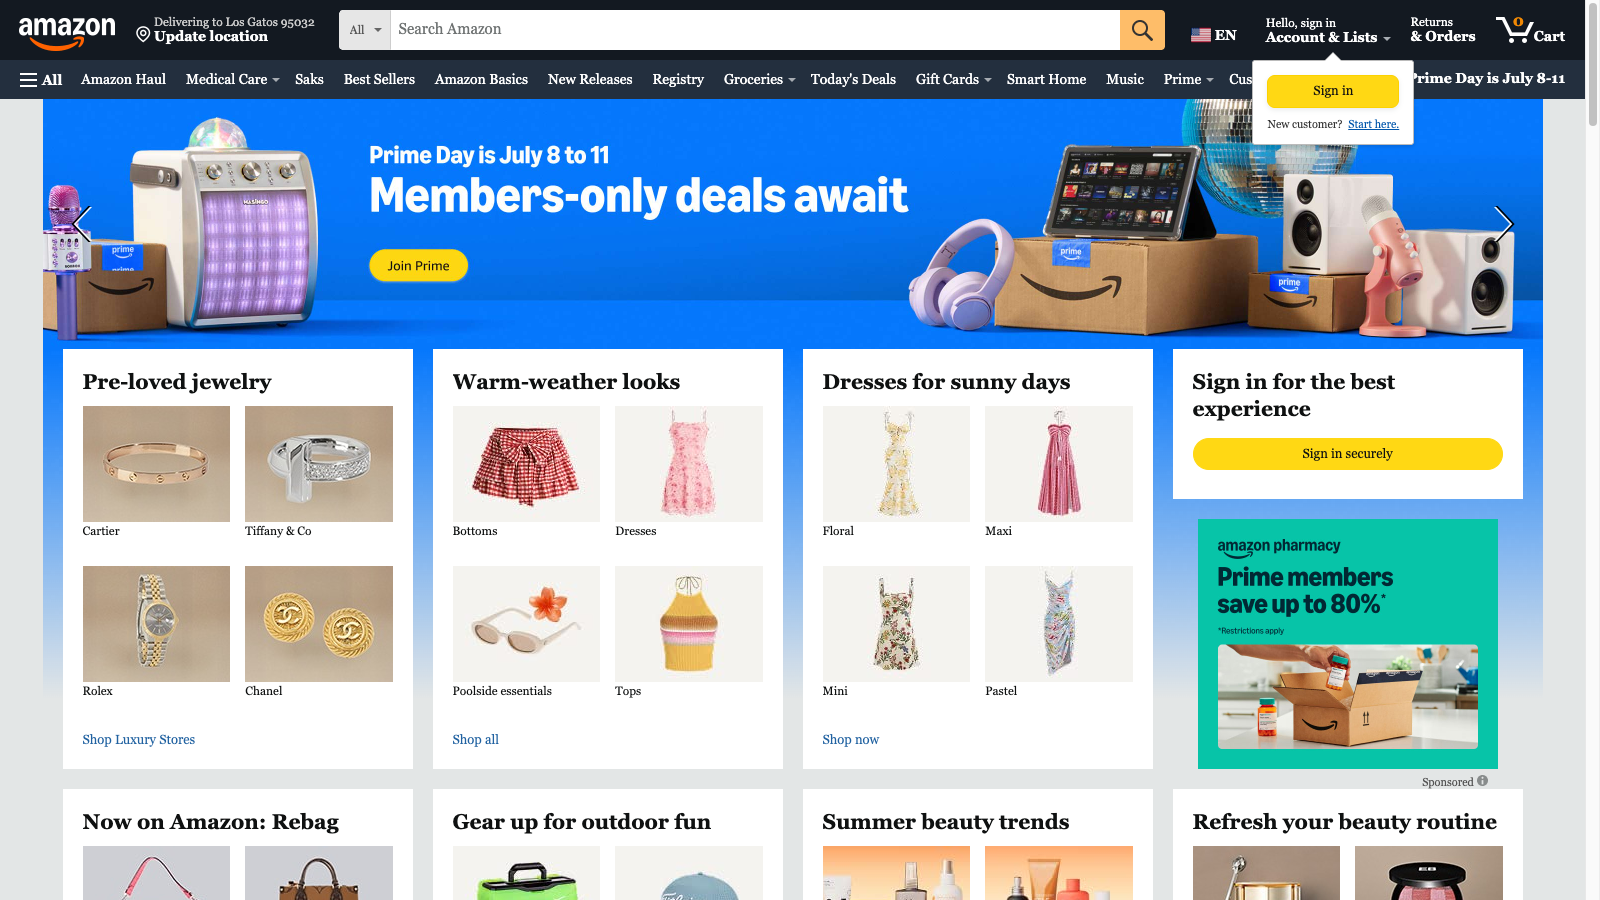 amazon
Delivering to Los Gatos 95032
Update location
All
Search Amazon
EN
Hello, sign in
Account & Lists
Returns
& Orders
0
Cart
All
Amazon Haul
Medical Care
Saks
Best Sellers
Amazon Basics
New Releases
Registry
Groceries
Today's Deals
Gift Cards
Smart Home
Music
Prime
Cus
Prime Day is July 8-11
Sign in
New customer? Start here.
Prime Day is July 8 to 11
Members-only deals await
Join Prime
MASINGO
prime
prime
prime
prime
Pre-loved jewelry
Cartier
Tiffany & Co
Rolex
Chanel
Shop Luxury Stores
Warm-weather looks
Bottoms
Dresses
Poolside essentials
Tops
Shop all
Dresses for sunny days
Floral
Maxi
Mini
Pastel
Shop now
Sign in for the best
experience
Sign in securely
amazon pharmacy
Prime members
save up to 80%*
*Restrictions apply
Sponsored
Now on Amazon: Rebag
Gear up for outdoor fun
Summer beauty trends
Refresh your beauty routine